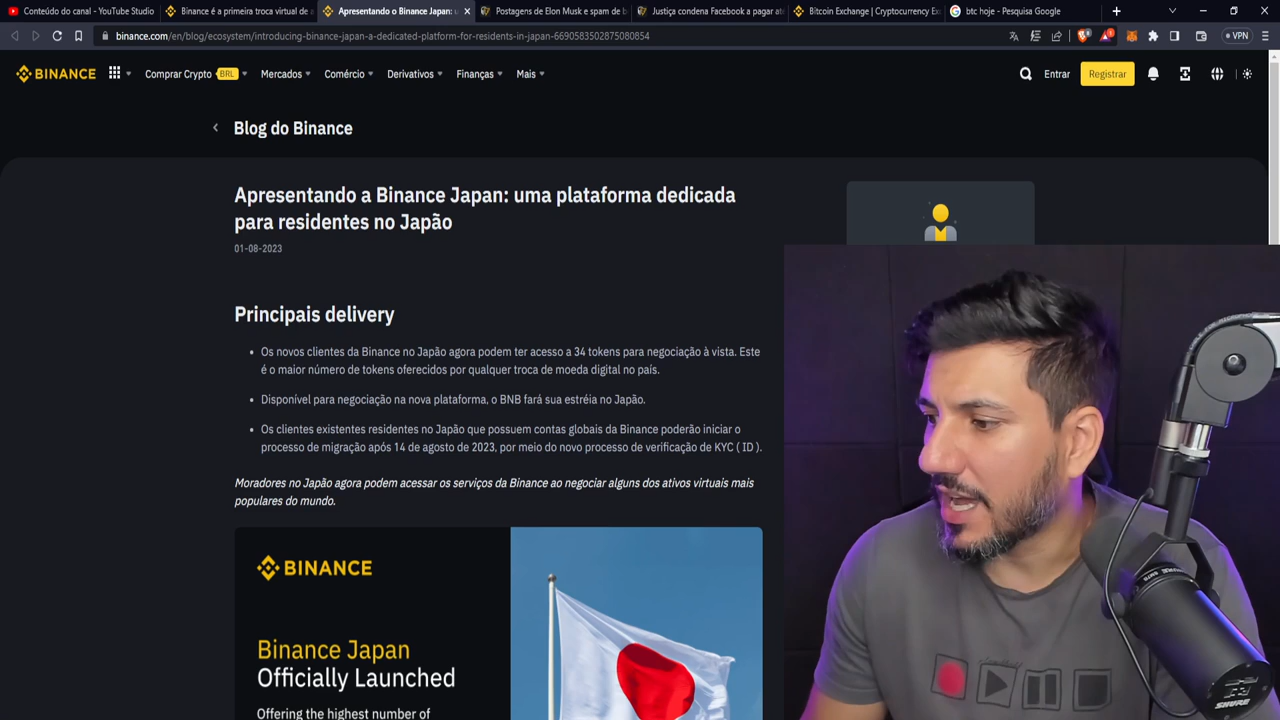 Conteúdo do canal - YouTube Studio
Binance é a primeira troca virtual de a
Apresentando o Binance Japan: u
Postagens de Elon Musk e spam de b
Justiça condena Facebook a pagar at
Bitcoin Exchange | Cryptocurrency Ex
btc hoje - Pesquisa Google
binance.com/en/blog/ecosystem/introducing-binance-japan-a-dedicated-platform-for-residents-in-japan-6690583502875080854
VPN
BINANCE
Comprar Crypto BRL
Mercados
Comércio
Derivativos
Finanças
Mais
Entrar
Registrar
Blog do Binance
Apresentando a Binance Japan: uma plataforma dedicada
para residentes no Japão
01-08-2023
Principais delivery
Os novos clientes da Binance no Japão agora podem ter acesso a 34 tokens para negociação à vista. Este
é o maior número de tokens oferecidos por qualquer troca de moeda digital no país.
Disponível para negociação na nova plataforma, o BNB fará sua estréia no Japão.
Os clientes existentes residentes no Japão que possuem contas globais da Binance poderão iniciar o
processo de migração após 14 de agosto de 2023, por meio do novo processo de verificação de KYC ( ID ).
Moradores no Japão agora podem acessar os serviços da Binance ao negociar alguns dos ativos virtuais mais
populares do mundo.
BINANCE
Binance Japan
Officially Launched
Offering the highest number of
SHURE